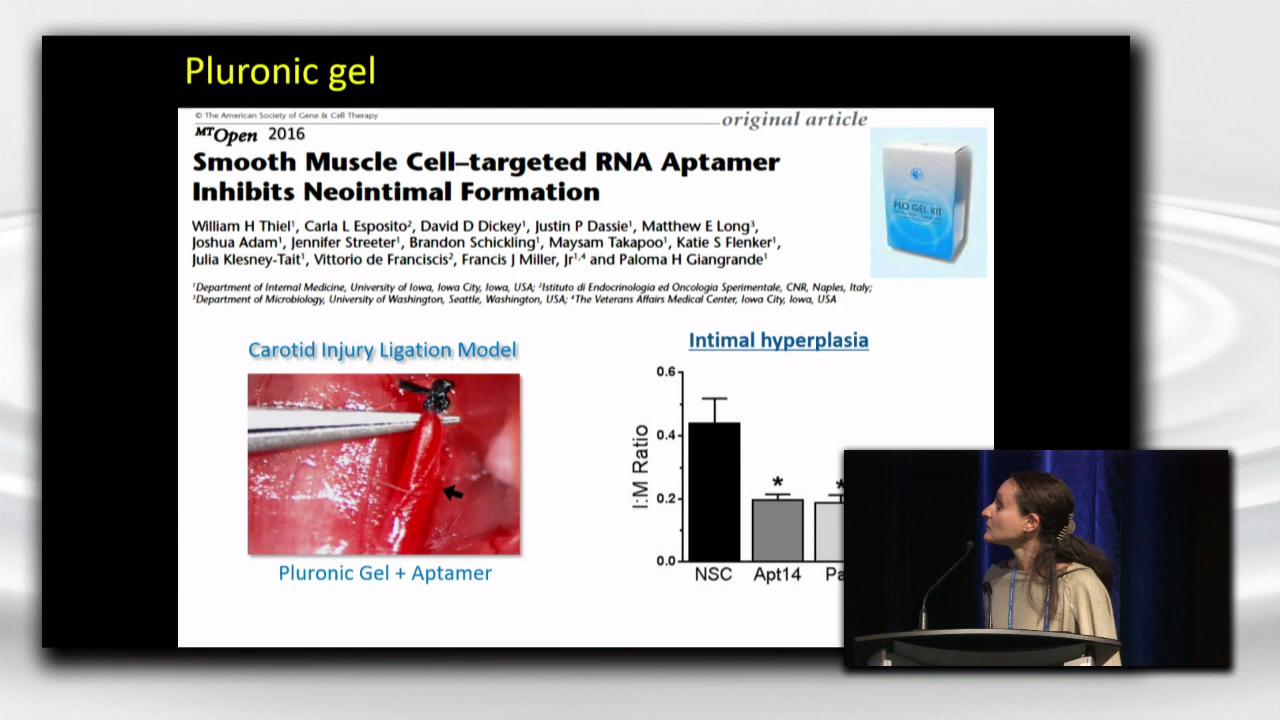 Pluronic gel
© The American Society of Gene & Cell Therapy
original article
MTOpen 2016
Smooth Muscle Cell–targeted RNA Aptamer
Inhibits Neointimal Formation
PLO GEL KIT
William H Thiel¹, Carla L Esposito², David D Dickey¹, Justin P Dassie¹, Matthew E Long³,
Joshua Adam¹, Jennifer Streeter¹, Brandon Schickling¹, Maysam Takapoo¹, Katie S Flenker¹,
Julia Klesney-Tait¹, Vittorio de Franciscis², Francis J Miller, Jr¹,⁴ and Paloma H Giangrande¹
¹Department of Internal Medicine, University of Iowa, Iowa City, Iowa, USA; ²Istituto di Endocrinologia ed Oncologia Sperimentale, CNR, Naples, Italy;
³Department of Microbiology, University of Washington, Seattle, Washington, USA; ⁴The Veterans Affairs Medical Center, Iowa City, Iowa, USA
Carotid Injury Ligation Model
Pluronic Gel + Aptamer
Intimal hyperplasia
I:M Ratio
0.6
0.4
0.2
0.0
* *
NSC Apt14 Pa